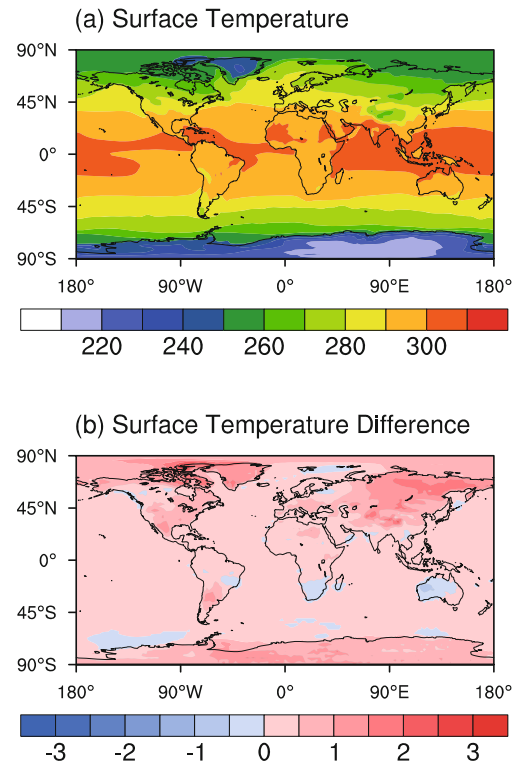 (a) Surface Temperature
90°N
45°N
0°
45°S
90°S
180° 90°W 0° 90°E 180°
220 240 260 280 300
(b) Surface Temperature Difference
90°N
45°N
0°
45°S
90°S
180° 90°W 0° 90°E 180°
-3 -2 -1 0 1 2 3